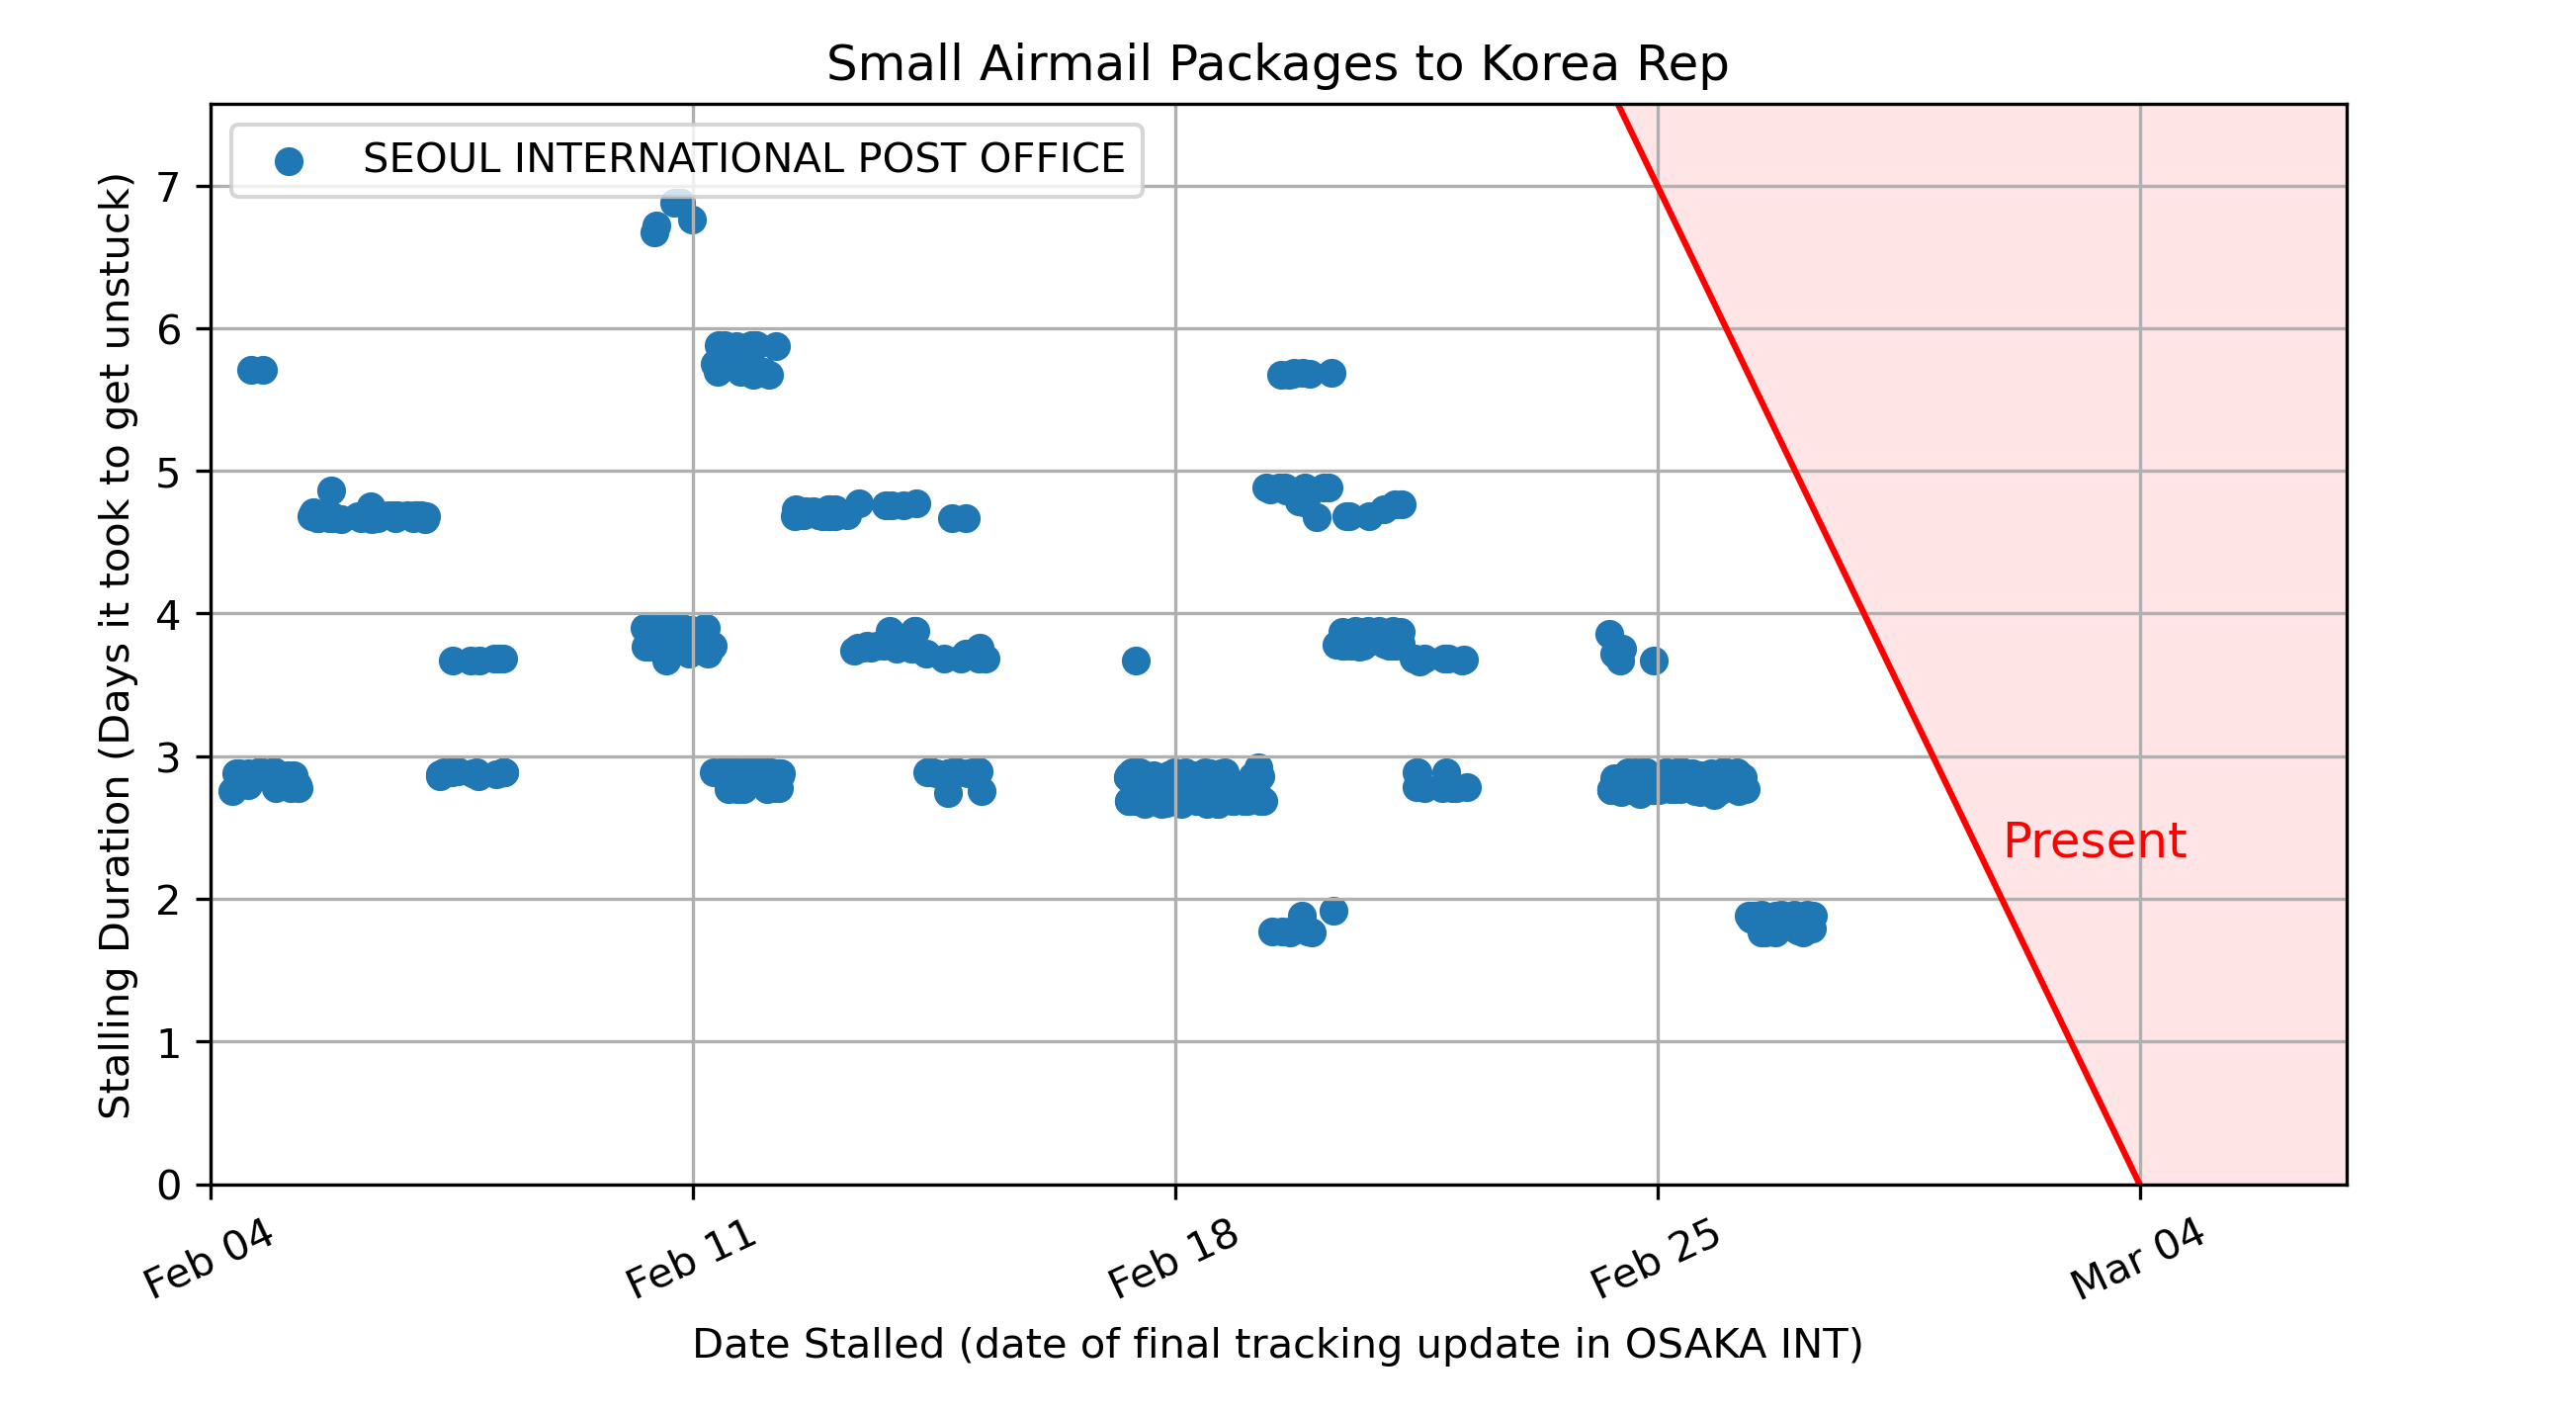 Small Airmail Packages to Korea Rep
SEOUL INTERNATIONAL POST OFFICE
Stalling Duration (Days it took to get unstuck)
7
6
5
4
3
2
1
0
Present
Feb 04
Feb 11
Feb 18
Feb 25
Mar 04
Date Stalled (date of final tracking update in OSAKA INT)